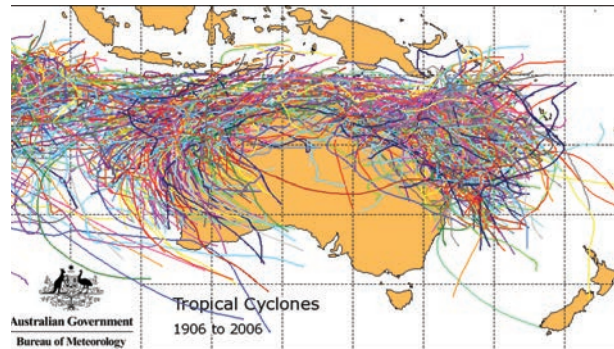 Tropical Cyclones
1906 to 2006
Australian Government
Bureau of Meteorology